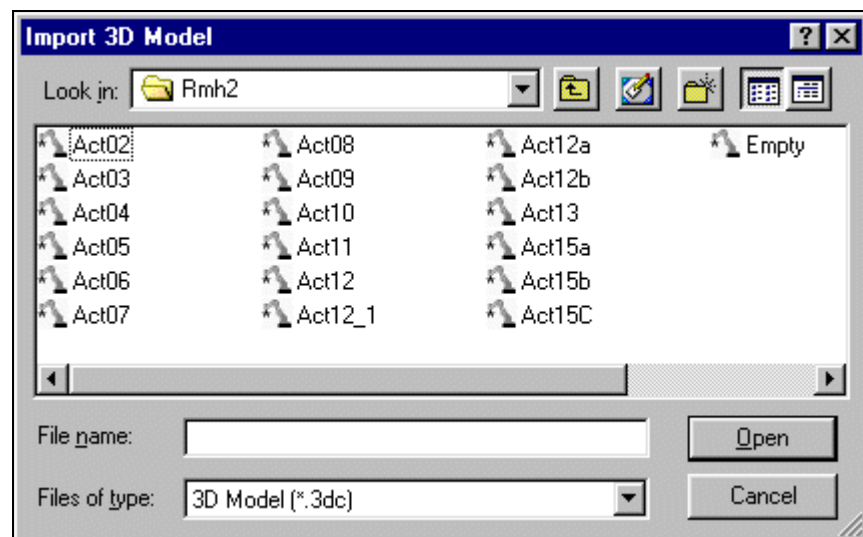 Import 3D Model
Look in: Rmh2
Act02 Act08 Act12a Empty
Act03 Act09 Act12b
Act04 Act10 Act13
Act05 Act11 Act15a
Act06 Act12 Act15b
Act07 Act12_1 Act15C
File name: Open
Files of type: 3D Model (*.3dc) Cancel